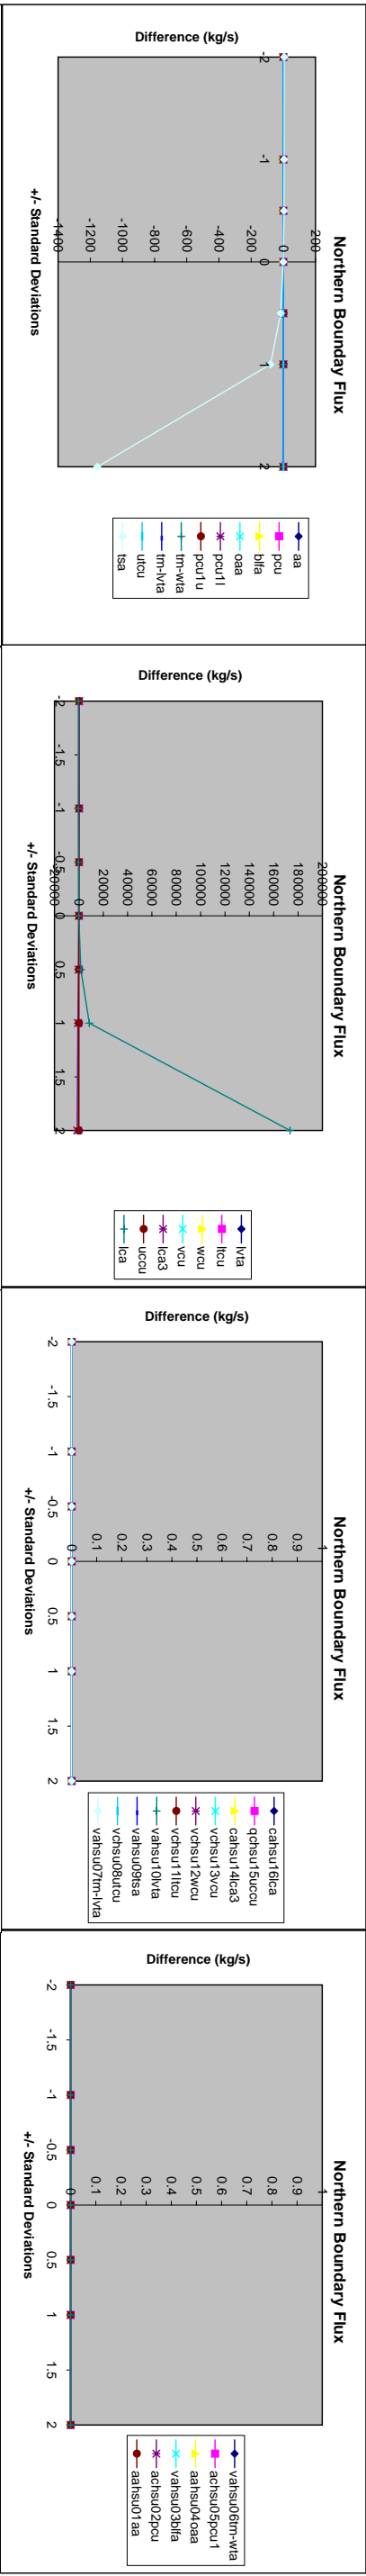 Northern Bounday Flux
Difference (kg/s)
200
0
-200
-400
-600
-800
-1000
-1200
-1400
-2
-1
0
1
2
+/- Standard Deviations
aa
pcu
blfa
oaa
pcu1l
pcu1u
tm-wta
tm-lvta
utcu
tsa
Northern Boundary Flux
Difference (kg/s)
200000
180000
160000
140000
120000
100000
80000
60000
40000
20000
0
-20000
-2
-1.5
-1
-0.5
0
0.5
1
1.5
2
+/- Standard Deviations
lvta
ltcu
wcu
vcu
lca3
uccu
lca
Northern Boundary Flux
Difference (kg/s)
1
0.9
0.8
0.7
0.6
0.5
0.4
0.3
0.2
0.1
0
-2
-1.5
-1
-0.5
0
0.5
1
1.5
2
+/- Standard Deviations
cahsu16lca
qchsu15uccu
cahsu14lca3
vchsu13vcu
vchsu12wcu
vchsu11ltcu
vahsu10lvta
vahsu09tsa
vchsu08utcu
vahsu07tm-lvta
Northern Boundary Flux
Difference (kg/s)
1
0.9
0.8
0.7
0.6
0.5
0.4
0.3
0.2
0.1
0
-2
-1.5
-1
-0.5
0
0.5
1
1.5
2
+/- Standard Deviations
vahsu06tm-wta
achsu05pcu1
aahsu04oaa
vahsu03blfa
achsu02pcu
aahsu01aa